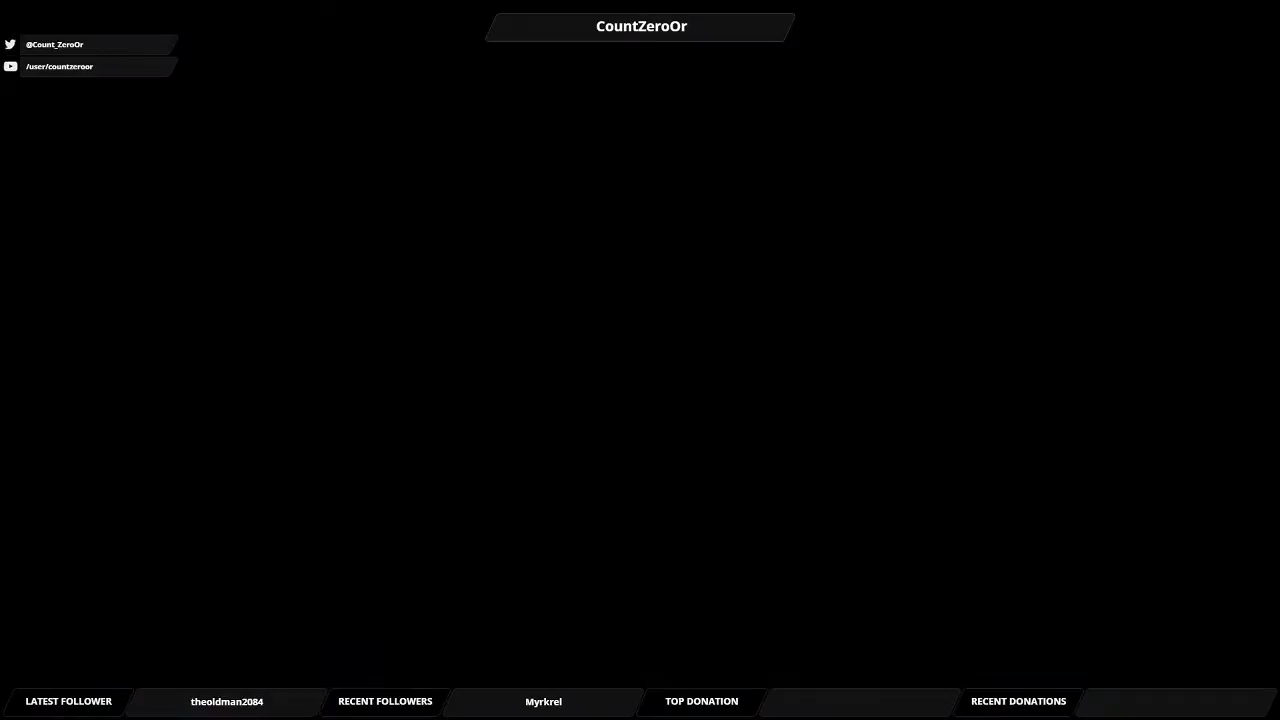 CountZeroOr
@Count_ZeroOr
/user/countzeroor
LATEST FOLLOWER theoldman2084 RECENT FOLLOWERS Myrkrel TOP DONATION RECENT DONATIONS